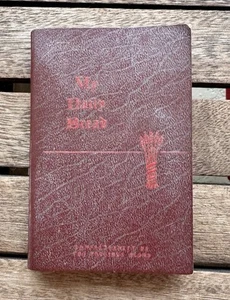 My
Daily
Bread
CONFRATERNITY OF
THE PRECIOUS BLOOD